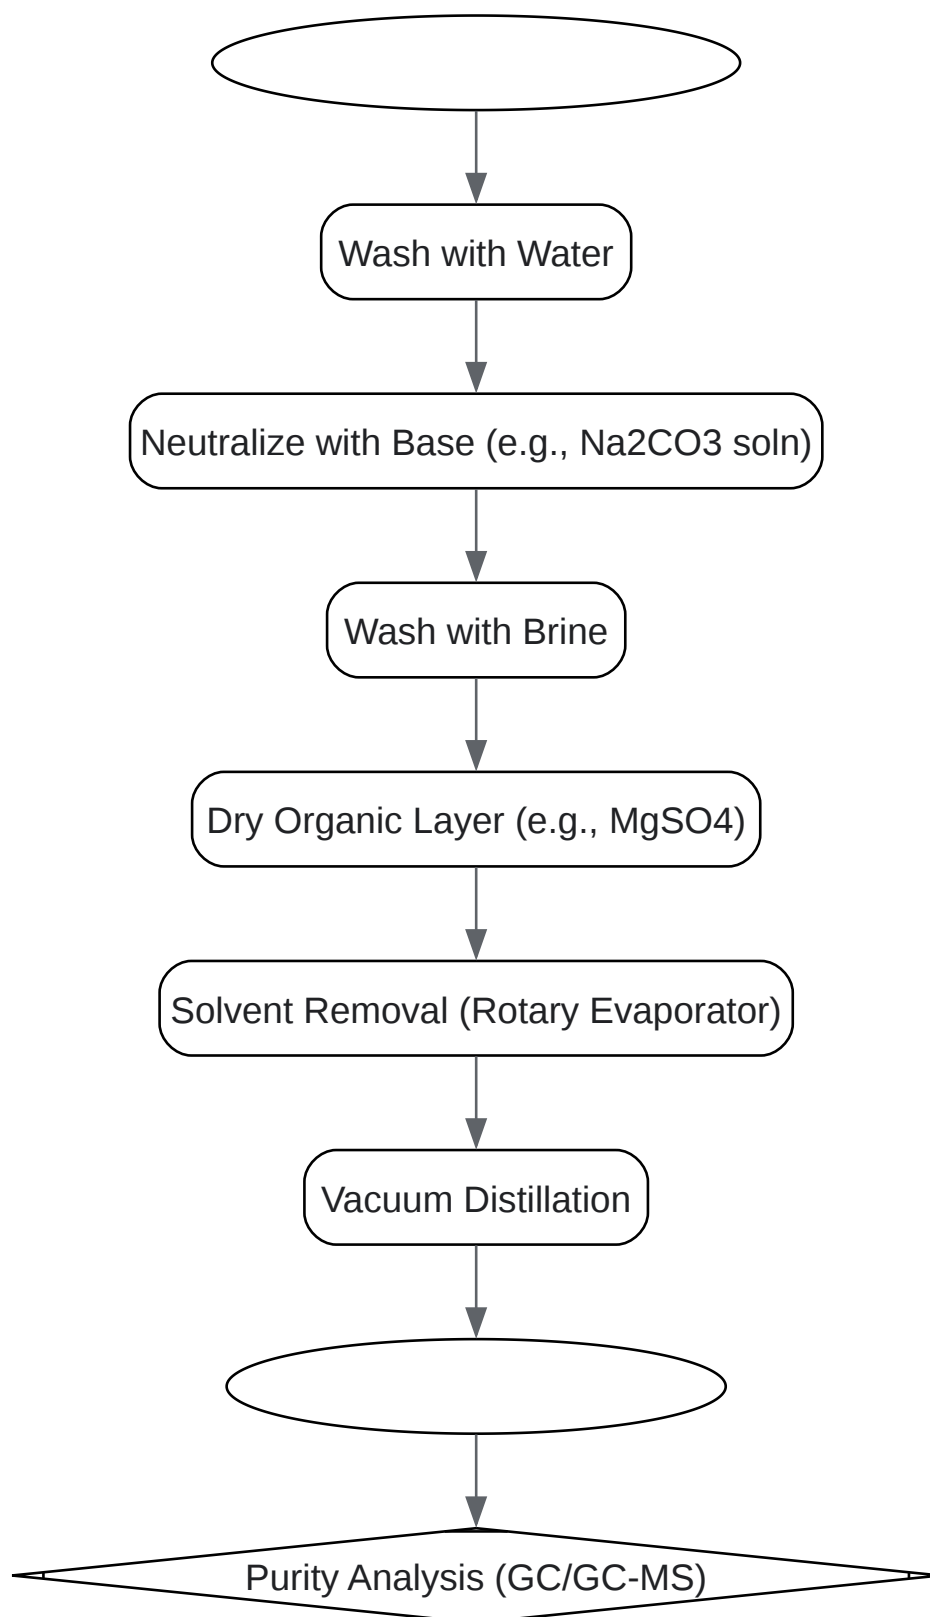 Wash with Water
Neutralize with Base (e.g., Na2CO3 soln)
Wash with Brine
Dry Organic Layer (e.g., MgSO4)
Solvent Removal (Rotary Evaporator)
Vacuum Distillation
Purity Analysis (GC/GC-MS)